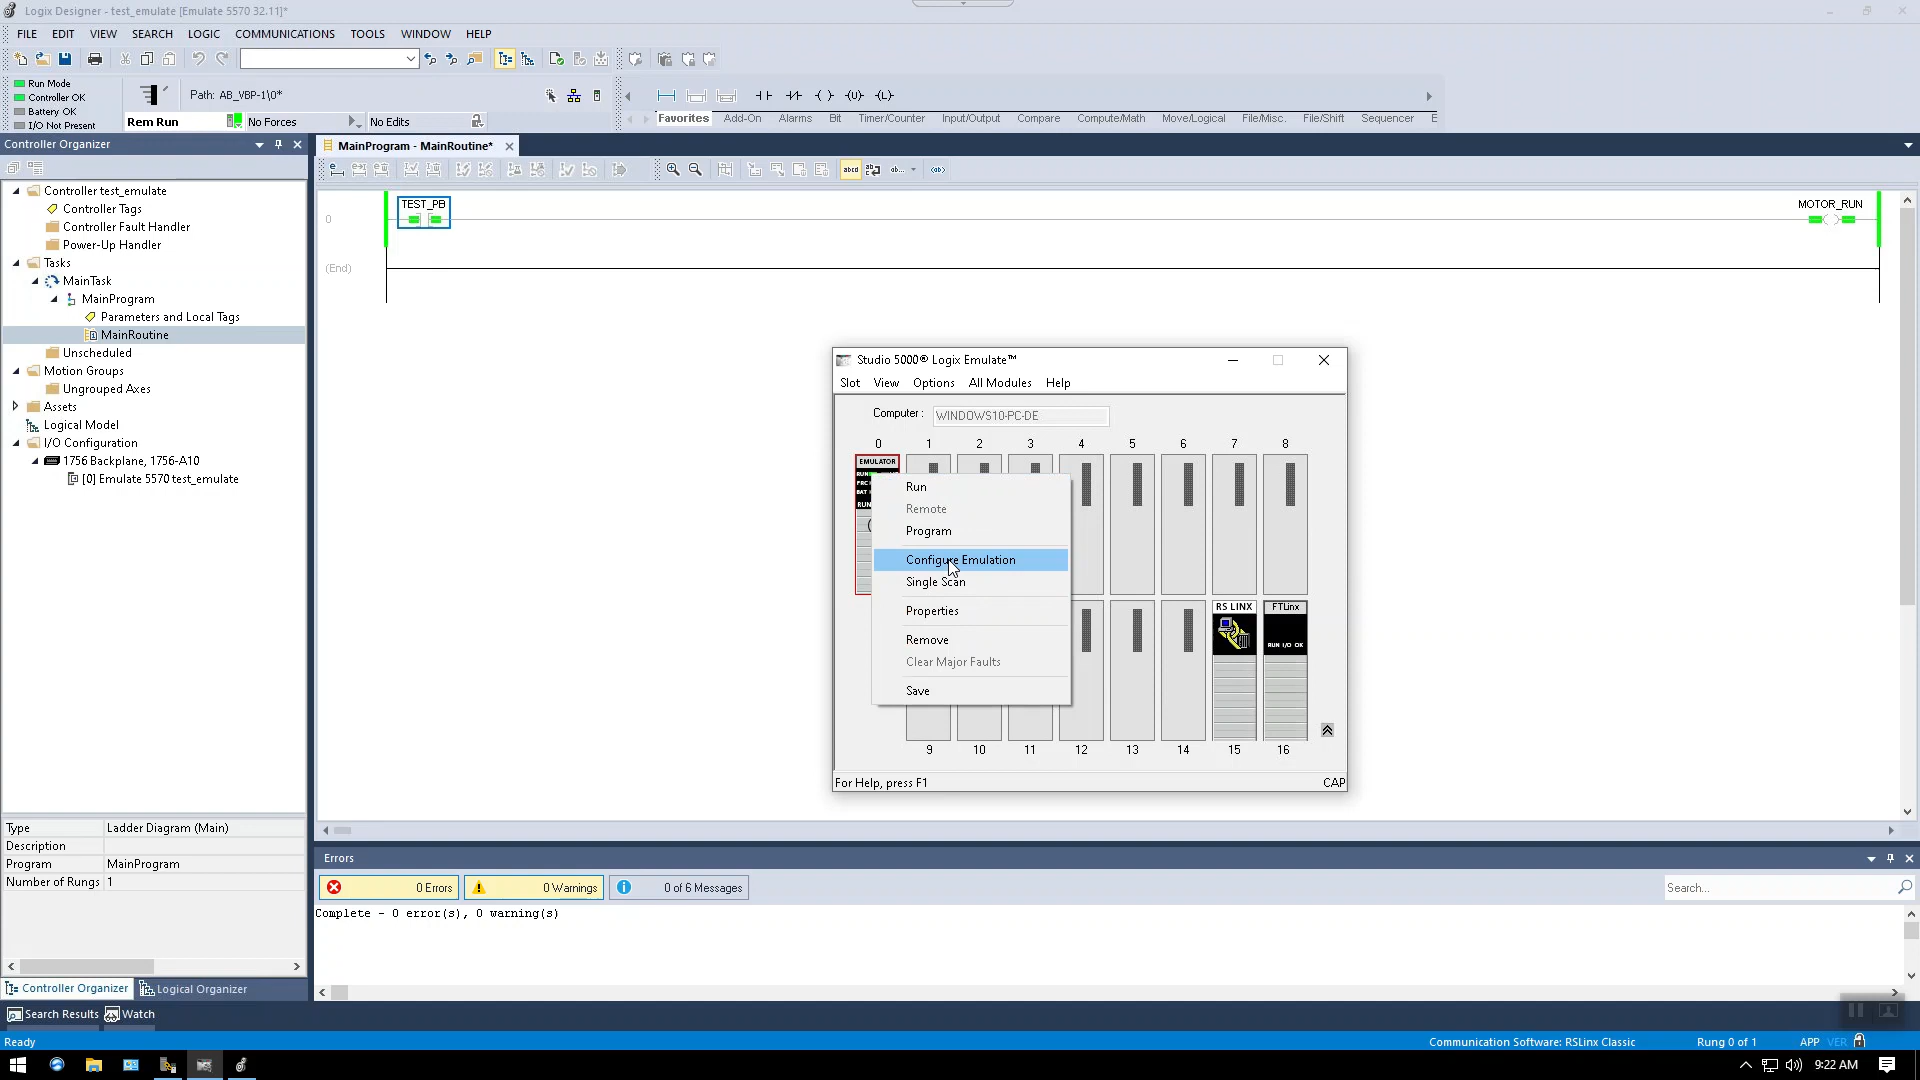 Logix Designer - test_emulate [Emulate 5570 32.11]*
FILE EDIT VIEW SEARCH LOGIC COMMUNICATIONS TOOLS WINDOW HELP
Run Mode
Controller OK
Battery OK
I/O Not Present
Path: AB_VBP-1\0*
Rem Run No Forces No Edits
Favorites Add-On Alarms Bit Timer/Counter Input/Output Compare Compute/Math Move/Logical File/Misc. File/Shift Sequencer E
Controller Organizer
MainProgram - MainRoutine*
Controller test_emulate
Controller Tags
Controller Fault Handler
Power-Up Handler
Tasks
MainTask
MainProgram
Parameters and Local Tags
MainRoutine
Unscheduled
Motion Groups
Ungrouped Axes
Assets
Logical Model
I/O Configuration
1756 Backplane, 1756-A10
[0] Emulate 5570 test_emulate
TEST_PB
MOTOR_RUN
0
(End)
Studio 5000® Logix Emulate™
Slot View Options All Modules Help
Computer : WINDOWS10-PC-DE
0 1 2 3 4 5 6 7 8
EMULATOR
Run
Remote
Program
Configure Emulation
Single Scan
Properties
Remove
Clear Major Faults
Save
RS LINX FTLinx
RUN I/O OK
9 10 11 12 13 14 15 16
For Help, press F1 CAP
Type Ladder Diagram (Main)
Description
Program MainProgram
Number of Rungs 1
Controller Organizer Logical Organizer
Errors
0 Errors 0 Warnings 0 of 6 Messages
Search...
Complete - 0 error(s), 0 warning(s)
Search Results Watch
Ready
Communication Software: RSLinx Classic Rung 0 of 1 APP VER
9:22 AM